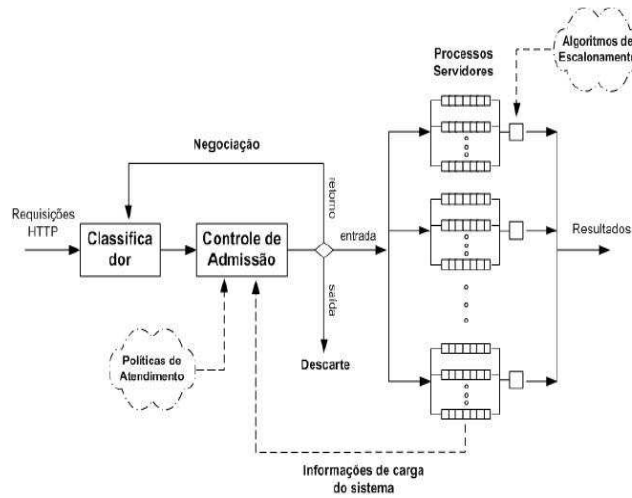 Algoritmos de
Escalonamento
Processos
Servidores
Negociação
retorno
Requisições
HTTP
Classifica
dor
Controle de
Admissão
entrada
Resultados
saída
Políticas de
Atendimento
Descarte
Informações de carga
do sistema